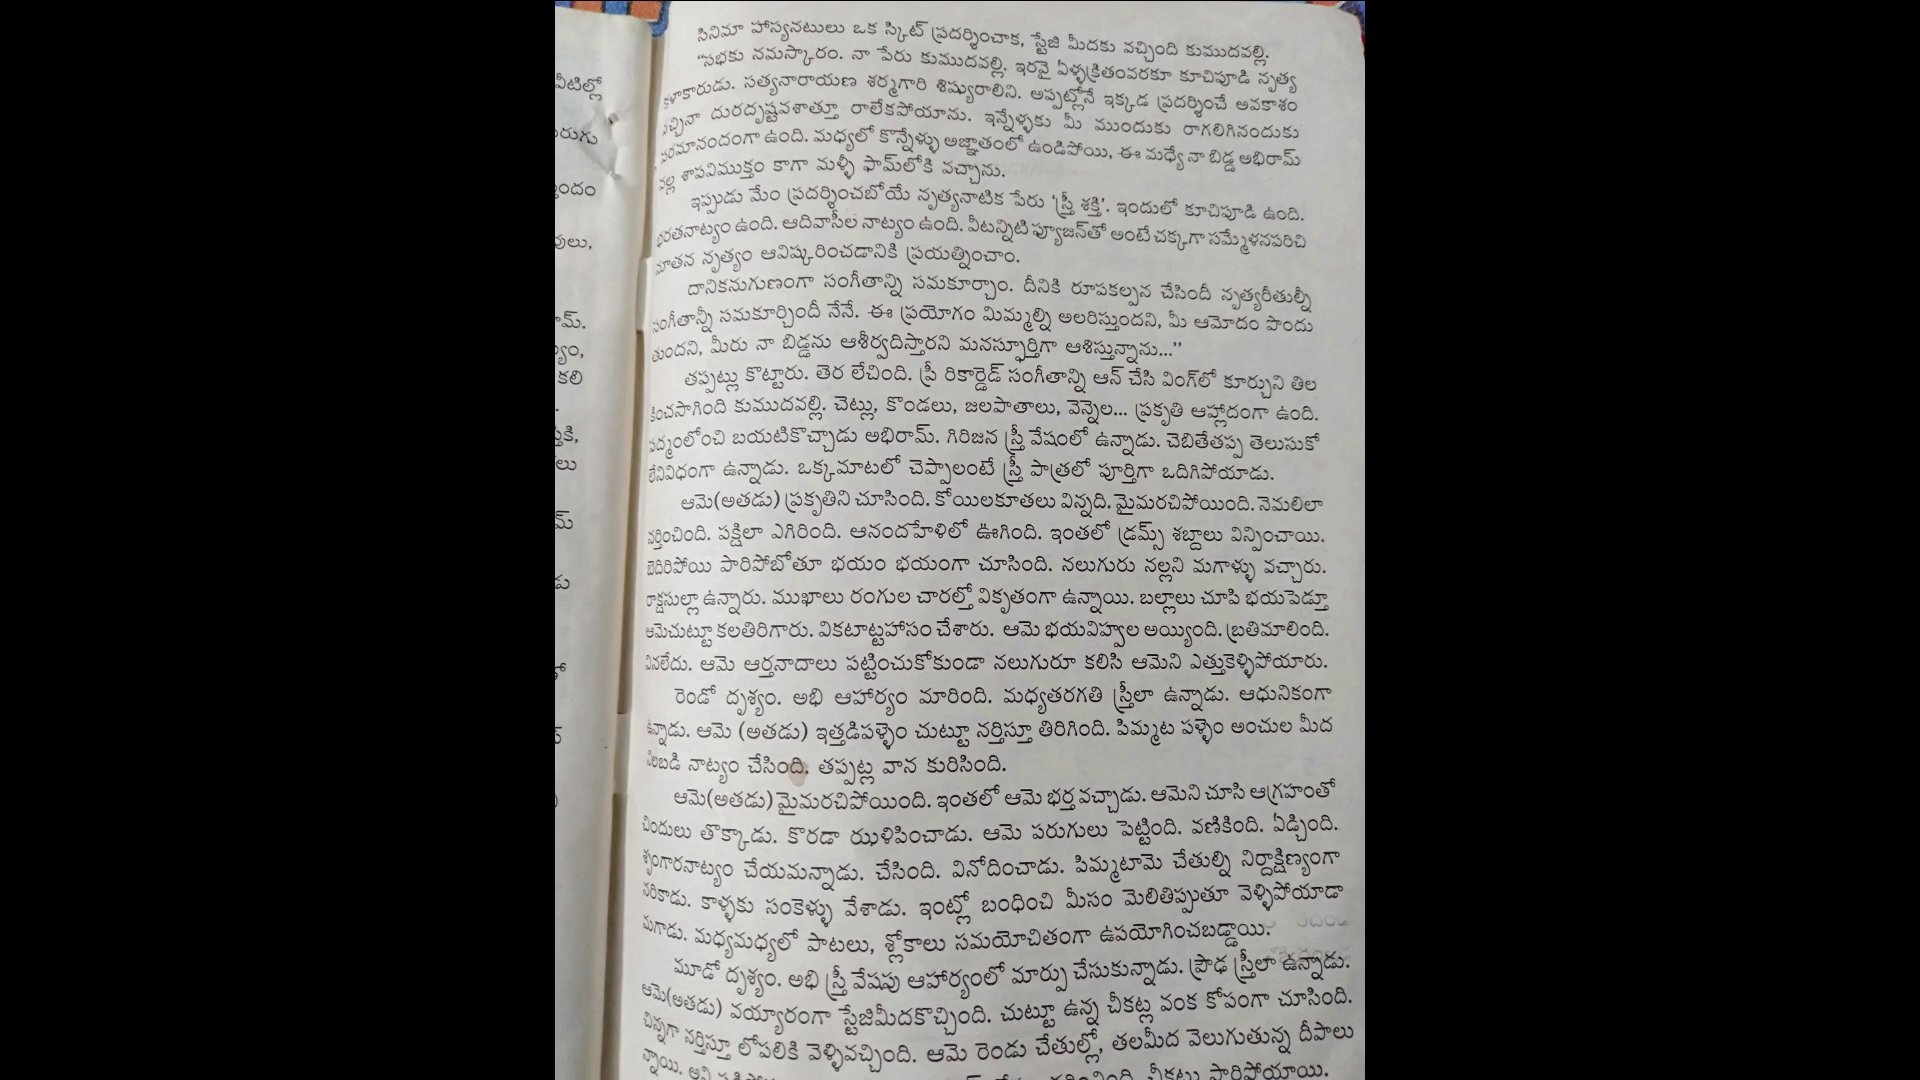 వీటిల్లో
రుగు
ందం
వులు,
మ్.
కలి
సినిమా హాస్యనటులు ఒక స్కిట్ ప్రదర్శించాక, స్టేజి మీదకు వచ్చింది కుముదవల్లి.
“సభకు నమస్కారం. నా పేరు కుముదవల్లి. ఇరవై ఏళ్ళక్రితంవరకూ కూచిపూడి నృత్య
కళాకారుడు. సత్యనారాయణ శర్మగారి శిష్యురాలిని. అప్పట్లోనే ఇక్కడ ప్రదర్శించే అవకాశం
వచ్చినా దురదృష్టవశాత్తూ రాలేకపోయాను. ఇన్నేళ్ళకు మీ ముందుకు రాగలిగినందుకు
పరమానందంగా ఉంది. మధ్యలో కొన్నేళ్ళు అజ్ఞాతంలో ఉండిపోయి, ఈ మధ్యే నా బిడ్డ అభిరామ్
వల్ల శాపవిముక్తం కాగా మళ్ళీ ఫామ్‌లోకి వచ్చాను.
ఇప్పుడు మేం ప్రదర్శించబోయే నృత్యనాటిక పేరు ‘స్త్రీ శక్తి’. ఇందులో కూచిపూడి ఉంది.
భరతనాట్యం ఉంది. ఆదివాసీల నాట్యం ఉంది. వీటన్నిటి ఫ్యూజన్‌తో అంటే చక్కగా సమ్మేళనపరిచి
నూతన నృత్యం ఆవిష్కరించడానికి ప్రయత్నించాం.
దానికనుగుణంగా సంగీతాన్ని సమకూర్చాం. దీనికి రూపకల్పన చేసిందీ నృత్యరీతుల్నీ
సంగీతాన్నీ సమకూర్చిందీ నేనే. ఈ ప్రయోగం మిమ్మల్ని అలరిస్తుందని, మీ ఆమోదం పొందు
తుందని, మీరు నా బిడ్డను ఆశీర్వదిస్తారని మనస్ఫూర్తిగా ఆశిస్తున్నాను...”
తప్పట్లు కొట్టారు. తెర లేచింది. ప్రీ రికార్డెడ్ సంగీతాన్ని ఆన్ చేసి వింగ్‌లో కూర్చుని తిల
కించసాగింది కుముదవల్లి. చెట్లు, కొండలు, జలపాతాలు, వెన్నెల... ప్రకృతి ఆహ్లాదంగా ఉంది.
పద్మంలోంచి బయటికొచ్చాడు అభిరామ్. గిరిజన స్త్రీ వేషంలో ఉన్నాడు. చెబితేతప్ప తెలుసుకో
లేనివిధంగా ఉన్నాడు. ఒక్కమాటలో చెప్పాలంటే స్త్రీ పాత్రలో పూర్తిగా ఒదిగిపోయాడు.
ఆమె(అతడు) ప్రకృతిని చూసింది. కోయిలకూతలు విన్నది. మైమరచిపోయింది. నెమలిలా
నర్తించింది. పక్షిలా ఎగిరింది. ఆనందహేళిలో ఊగింది. ఇంతలో డ్రమ్స్ శబ్దాలు విన్పించాయి.
బెదిరిపోయి పారిపోబోతూ భయం భయంగా చూసింది. నలుగురు నల్లని మగాళ్ళు వచ్చారు.
రాక్షసుల్లా ఉన్నారు. ముఖాలు రంగుల చారల్తో వికృతంగా ఉన్నాయి. బల్లాలు చూపి భయపెడ్తూ
ఆమెచుట్టూ కలతిరిగారు. వికటాట్టహాసం చేశారు. ఆమె భయవిహ్వల అయ్యింది. బ్రతిమాలింది.
వినలేదు. ఆమె ఆర్తనాదాలు పట్టించుకోకుండా నలుగురూ కలిసి ఆమెని ఎత్తుకెళ్ళిపోయారు.
రెండో దృశ్యం. అభి ఆహార్యం మారింది. మధ్యతరగతి స్త్రీలా ఉన్నాడు. ఆధునికంగా
ఉన్నాడు. ఆమె (అతడు) ఇత్తడిపళ్ళెం చుట్టూ నర్తిస్తూ తిరిగింది. పిమ్మట పళ్ళెం అంచుల మీద
నిలబడి నాట్యం చేసింది. తప్పట్ల వాన కురిసింది.
ఆమె(అతడు) మైమరచిపోయింది. ఇంతలో ఆమె భర్త వచ్చాడు. ఆమెని చూసి ఆగ్రహంతో
చిందులు తొక్కాడు. కొరడా ఝళిపించాడు. ఆమె పరుగులు పెట్టింది. వణికింది. ఏడ్చింది.
శృంగారనాట్యం చేయమన్నాడు. చేసింది. వినోదించాడు. పిమ్మటామె చేతుల్ని నిర్దాక్షిణ్యంగా
నరికాడు. కాళ్ళకు సంకెళ్ళు వేశాడు. ఇంట్లో బంధించి మీసం మెలితిప్పుతూ వెళ్ళిపోయాడా
మగాడు. మధ్యమధ్యలో పాటలు, శ్లోకాలు సమయోచితంగా ఉపయోగించబడ్డాయి.
మూడో దృశ్యం. అభి స్త్రీ వేషపు ఆహార్యంలో మార్పు చేసుకున్నాడు. ప్రౌఢ స్త్రీలా ఉన్నాడు.
ఆమె(అతడు) వయ్యారంగా స్టేజిమీదకొచ్చింది. చుట్టూ ఉన్న చీకట్ల వంక కోపంగా చూసింది.
చిన్నగా నర్తిస్తూ లోపలికి వెళ్ళివచ్చింది. ఆమె రెండు చేతుల్లో, తలమీద వెలుగుతున్న దీపాలు
న్నాయి. చీకట్లు పారిపోయాయి.